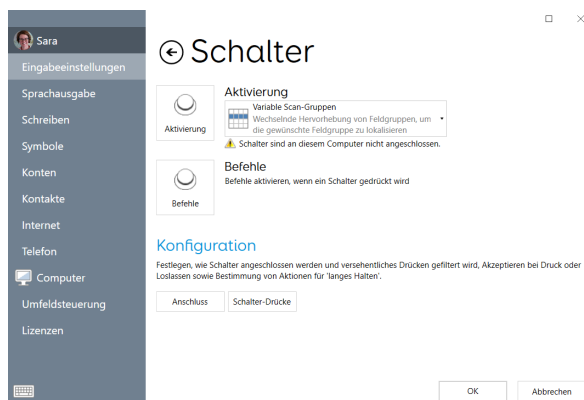 Sara
Eingabeeinstellungen
Sprachausgabe
Schreiben
Symbole
Konten
Kontakte
Internet
Telefon
Computer
Umfeldsteuerung
Lizenzen
Schalter
Aktivierung
Aktivierung
Variable Scan-Gruppen
Wechselnde Hervorhebung von Feldgruppen, um
die gewünschte Feldgruppe zu lokalisieren
Schalter sind an diesem Computer nicht angeschlossen.
Befehle
Befehle
Befehle aktivieren, wenn ein Schalter gedrückt wird
Konfiguration
Festlegen, wie Schalter angeschlossen werden und versehentliches Drücken gefiltert wird, Akzeptieren bei Druck oder
Loslassen sowie Bestimmung von Aktionen für 'langes Halten'.
Anschluss
Schalter-Drücke
OK
Abbrechen